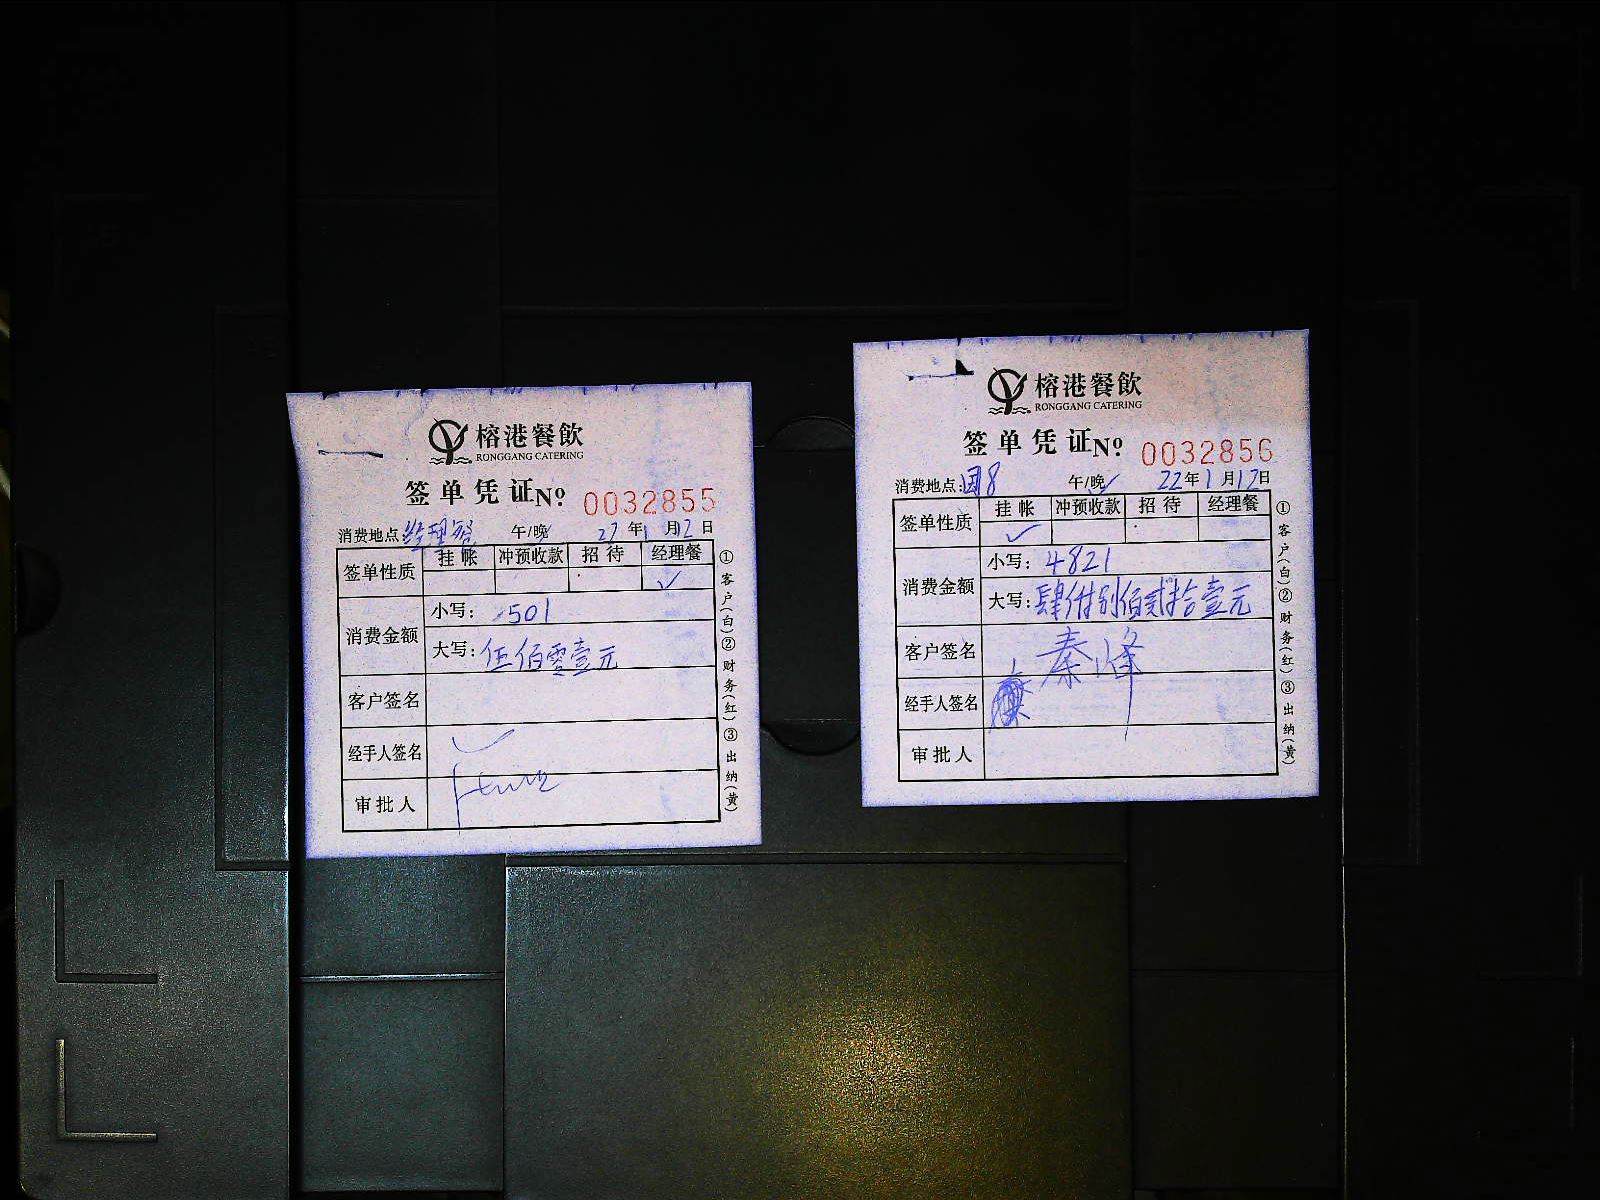 榕港餐飲
RONGGANG CATERING
签单凭证 Nº 0032855
消费地点: 经理餐 午/晚 22年1月12日
签单性质 挂帐 冲预收款 招待 经理餐
✓
消费金额 小写: 501
大写: 伍佰零壹元
客户签名
经手人签名
审批人
①客户(白)②财务(红)③出纳(黄)
榕港餐飲
RONGGANG CATERING
签单凭证 Nº 0032856
消费地点: 团8 午/晚 22年1月12日
签单性质 挂帐 冲预收款 招待 经理餐
✓
消费金额 小写: 4821
大写: 肆仟捌佰贰拾壹元
客户签名 秦峰
经手人签名
审批人
①客户(白)②财务(红)③出纳(黄)